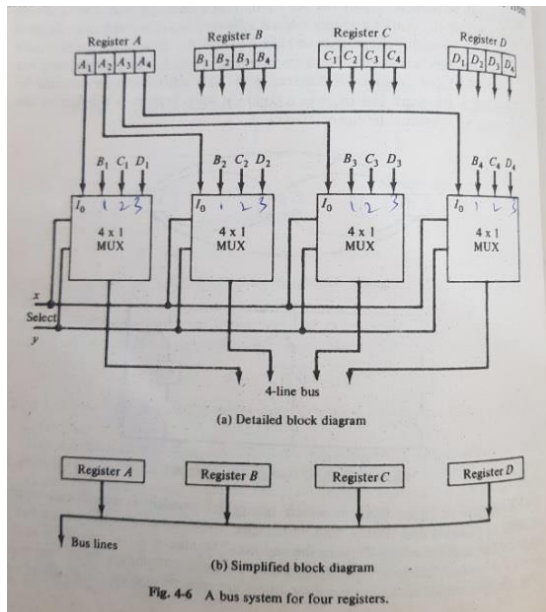 from
Register A
Register B
Register C
Register D
A1 A2 A3 A4
B1 B2 B3 B4
C1 C2 C3 C4
D1 D2 D3 D4
B1 C1 D1
B2 C2 D2
B3 C3 D3
B4 C4 D4
I0 1 2 3
I0 1 2 3
I0 1 2 3
I0 1 2 3
4 x 1
MUX
4 x 1
MUX
4 x 1
MUX
4 x 1
MUX
x
Select
y
4-line bus
(a) Detailed block diagram
Register A
Register B
Register C
Register D
Bus lines
(b) Simplified block diagram
Fig. 4-6 A bus system for four registers.